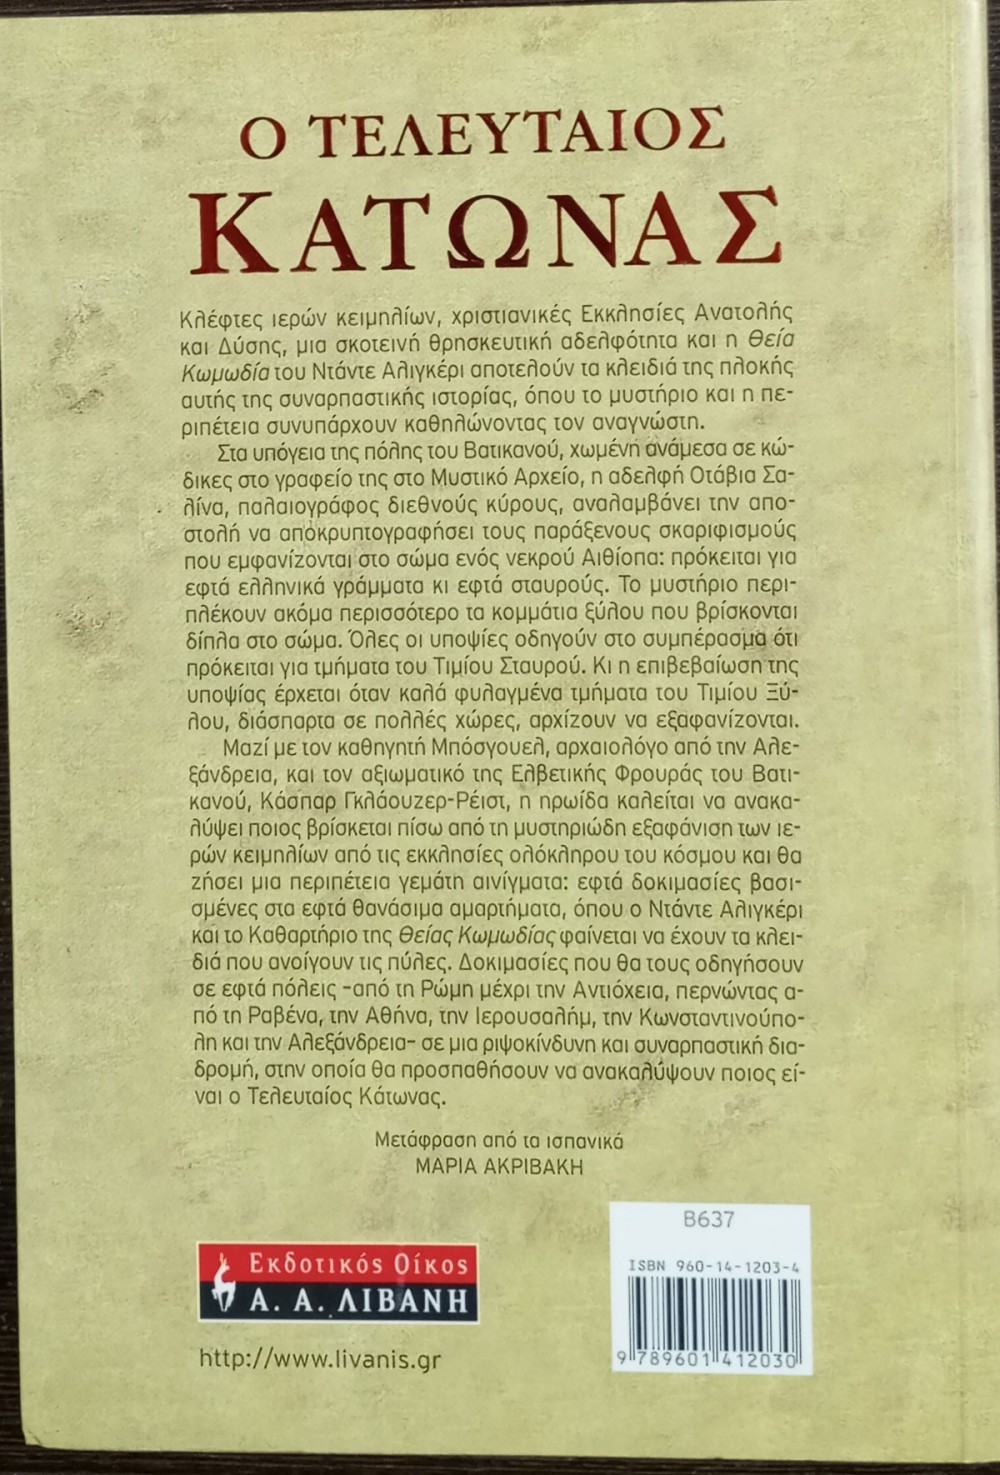 Ο ΤΕΛΕΥΤΑΙΟΣ
ΚΑΤΩΝΑΣ
Κλέφτες ιερών κειμηλίων, χριστιανικές Εκκλησίες Ανατολής
και Δύσης, μια σκοτεινή θρησκευτική αδελφότητα και η Θεία
Κωμωδία του Ντάντε Αλιγκέρι αποτελούν τα κλειδιά της πλοκής
αυτής της συναρπαστικής ιστορίας, όπου το μυστήριο και η πε-
ριπέτεια συνυπάρχουν καθηλώνοντας τον αναγνώστη.
Στα υπόγεια της πόλης του Βατικανού, χωμένη ανάμεσα σε κώ-
δικες στο γραφείο της στο Μυστικό Αρχείο, η αδελφή Οτάβια Σα-
λίνα, παλαιογράφος διεθνούς κύρους, αναλαμβάνει την απο-
στολή να αποκρυπτογραφήσει τους παράξενους σκαριφισμούς
που εμφανίζονται στο σώμα ενός νεκρού Αιθίοπα: πρόκειται για
εφτά ελληνικά γράμματα κι εφτά σταυρούς. Το μυστήριο περι-
πλέκουν ακόμα περισσότερο τα κομμάτια ξύλου που βρίσκονται
δίπλα στο σώμα. Όλες οι υποψίες οδηγούν στο συμπέρασμα ότι
πρόκειται για τμήματα του Τιμίου Σταυρού. Κι η επιβεβαίωση της
υποψίας έρχεται όταν καλά φυλαγμένα τμήματα του Τιμίου Ξύ-
λου, διάσπαρτα σε πολλές χώρες, αρχίζουν να εξαφανίζονται.
Μαζί με τον καθηγητή Μπόσγουελ, αρχαιολόγο από την Αλε-
ξάνδρεια, και τον αξιωματικό της Ελβετικής Φρουράς του Βατι-
κανού, Κάσπαρ Γκλάουζερ-Ρέιστ, η ηρωίδα καλείται να ανακα-
λύψει ποιος βρίσκεται πίσω από τη μυστηριώδη εξαφάνιση των ιε-
ρών κειμηλίων από τις εκκλησίες ολόκληρου του κόσμου και θα
ζήσει μια περιπέτεια γεμάτη αινίγματα: εφτά δοκιμασίες βασι-
σμένες στα εφτά θανάσιμα αμαρτήματα, όπου ο Ντάντε Αλιγκέρι
και το Καθαρτήριο της Θείας Κωμωδίας φαίνεται να έχουν τα κλει-
διά που ανοίγουν τις πύλες. Δοκιμασίες που θα τους οδηγήσουν
σε εφτά πόλεις -από τη Ρώμη μέχρι την Αντιόχεια, περνώντας α-
πό τη Ραβένα, την Αθήνα, την Ιερουσαλήμ, την Κωνσταντινούπο-
λη και την Αλεξάνδρεια- σε μια ριψοκίνδυνη και συναρπαστική δια-
δρομή, στην οποία θα προσπαθήσουν να ανακαλύψουν ποιος εί-
ναι ο Τελευταίος Κάτωνας.
Μετάφραση από τα ισπανικά
ΜΑΡΙΑ ΑΚΡΙΒΑΚΗ
Εκδοτικός Οίκος
Α. Α. ΛΙΒΑΝΗ
http://www.livanis.gr
B637
ISBN 960-14-1203-4
9 789601 412030